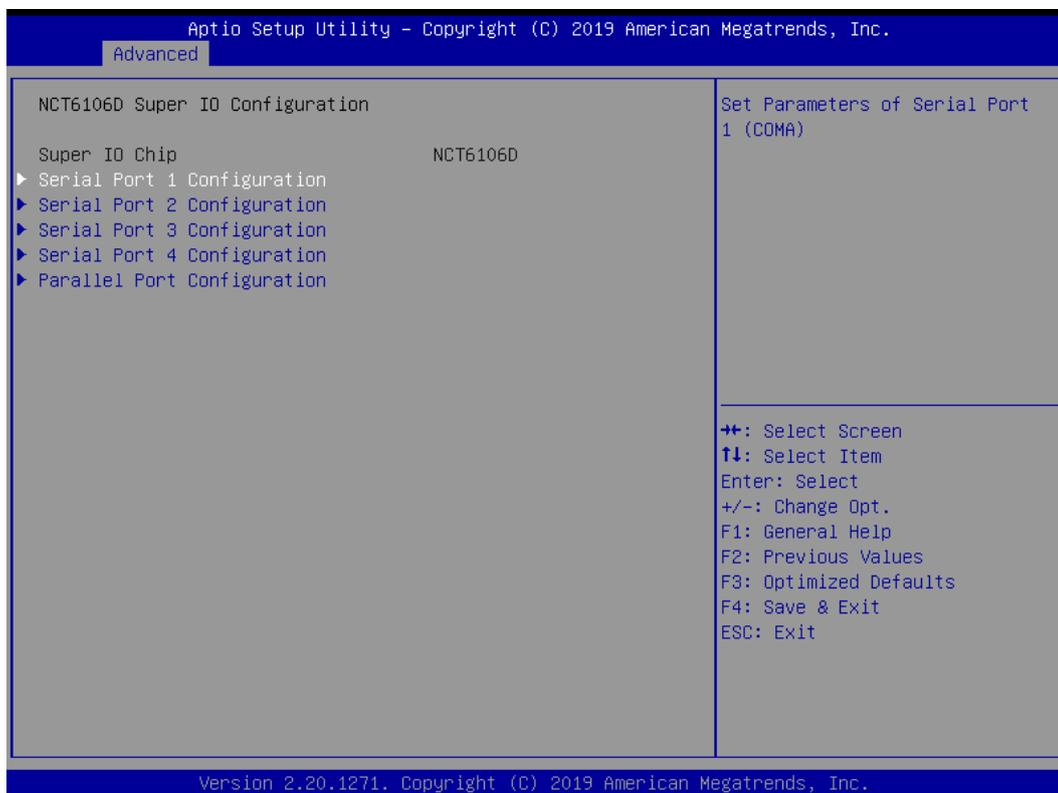 Aptio Setup Utility – Copyright (C) 2019 American Megatrends, Inc.
Advanced
NCT6106D Super IO Configuration
Super IO Chip NCT6106D
▶ Serial Port 1 Configuration
▶ Serial Port 2 Configuration
▶ Serial Port 3 Configuration
▶ Serial Port 4 Configuration
▶ Parallel Port Configuration
Set Parameters of Serial Port
1 (COMA)
→←: Select Screen
↑↓: Select Item
Enter: Select
+/-: Change Opt.
F1: General Help
F2: Previous Values
F3: Optimized Defaults
F4: Save & Exit
ESC: Exit
Version 2.20.1271. Copyright (C) 2019 American Megatrends, Inc.